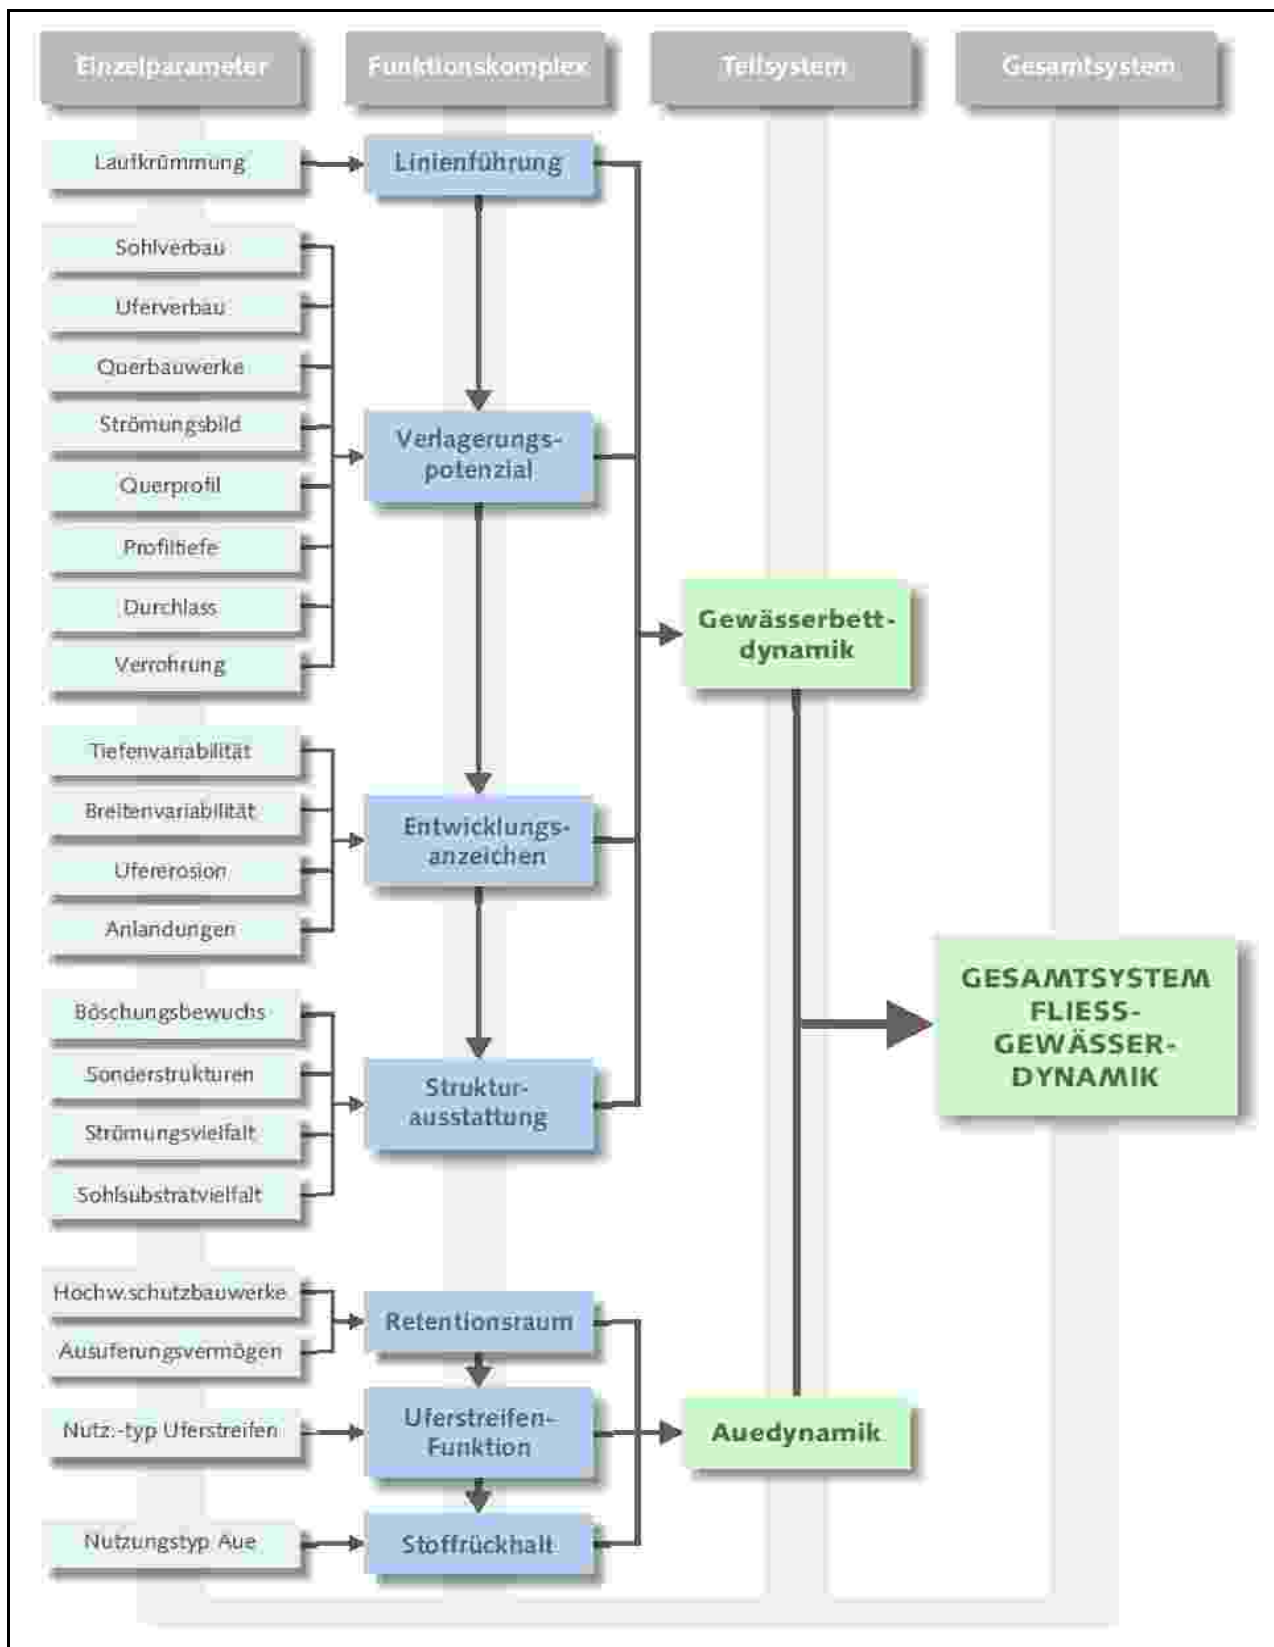 Einzelparameter
Funktionskomplex
Teilsystem
Gesamtsystem
Laufkrümmung
Linienführung
Sohlverbau
Uferverbau
Querbauwerke
Strömungsbild
Querprofil
Profiltiefe
Durchlass
Verrohrung
Verlagerungs-
potenzial
Tiefenvariabilität
Breitenvariabilität
Ufererosion
Anlandungen
Entwicklungs-
anzeichen
Böschungsbewuchs
Sonderstrukturen
Strömungsvielfalt
Sohlsubstratvielfalt
Struktur-
ausstattung
Gewässerbett-
dynamik
Hochw.schutzbauwerke
Ausuferungsvermögen
Retentionsraum
Nutz.-typ Uferstreifen
Uferstreifen-
Funktion
Nutzungstyp Aue
Stoffrückhalt
Auedynamik
GESAMTSYSTEM
FLIESS-
GEWÄSSER-
DYNAMIK